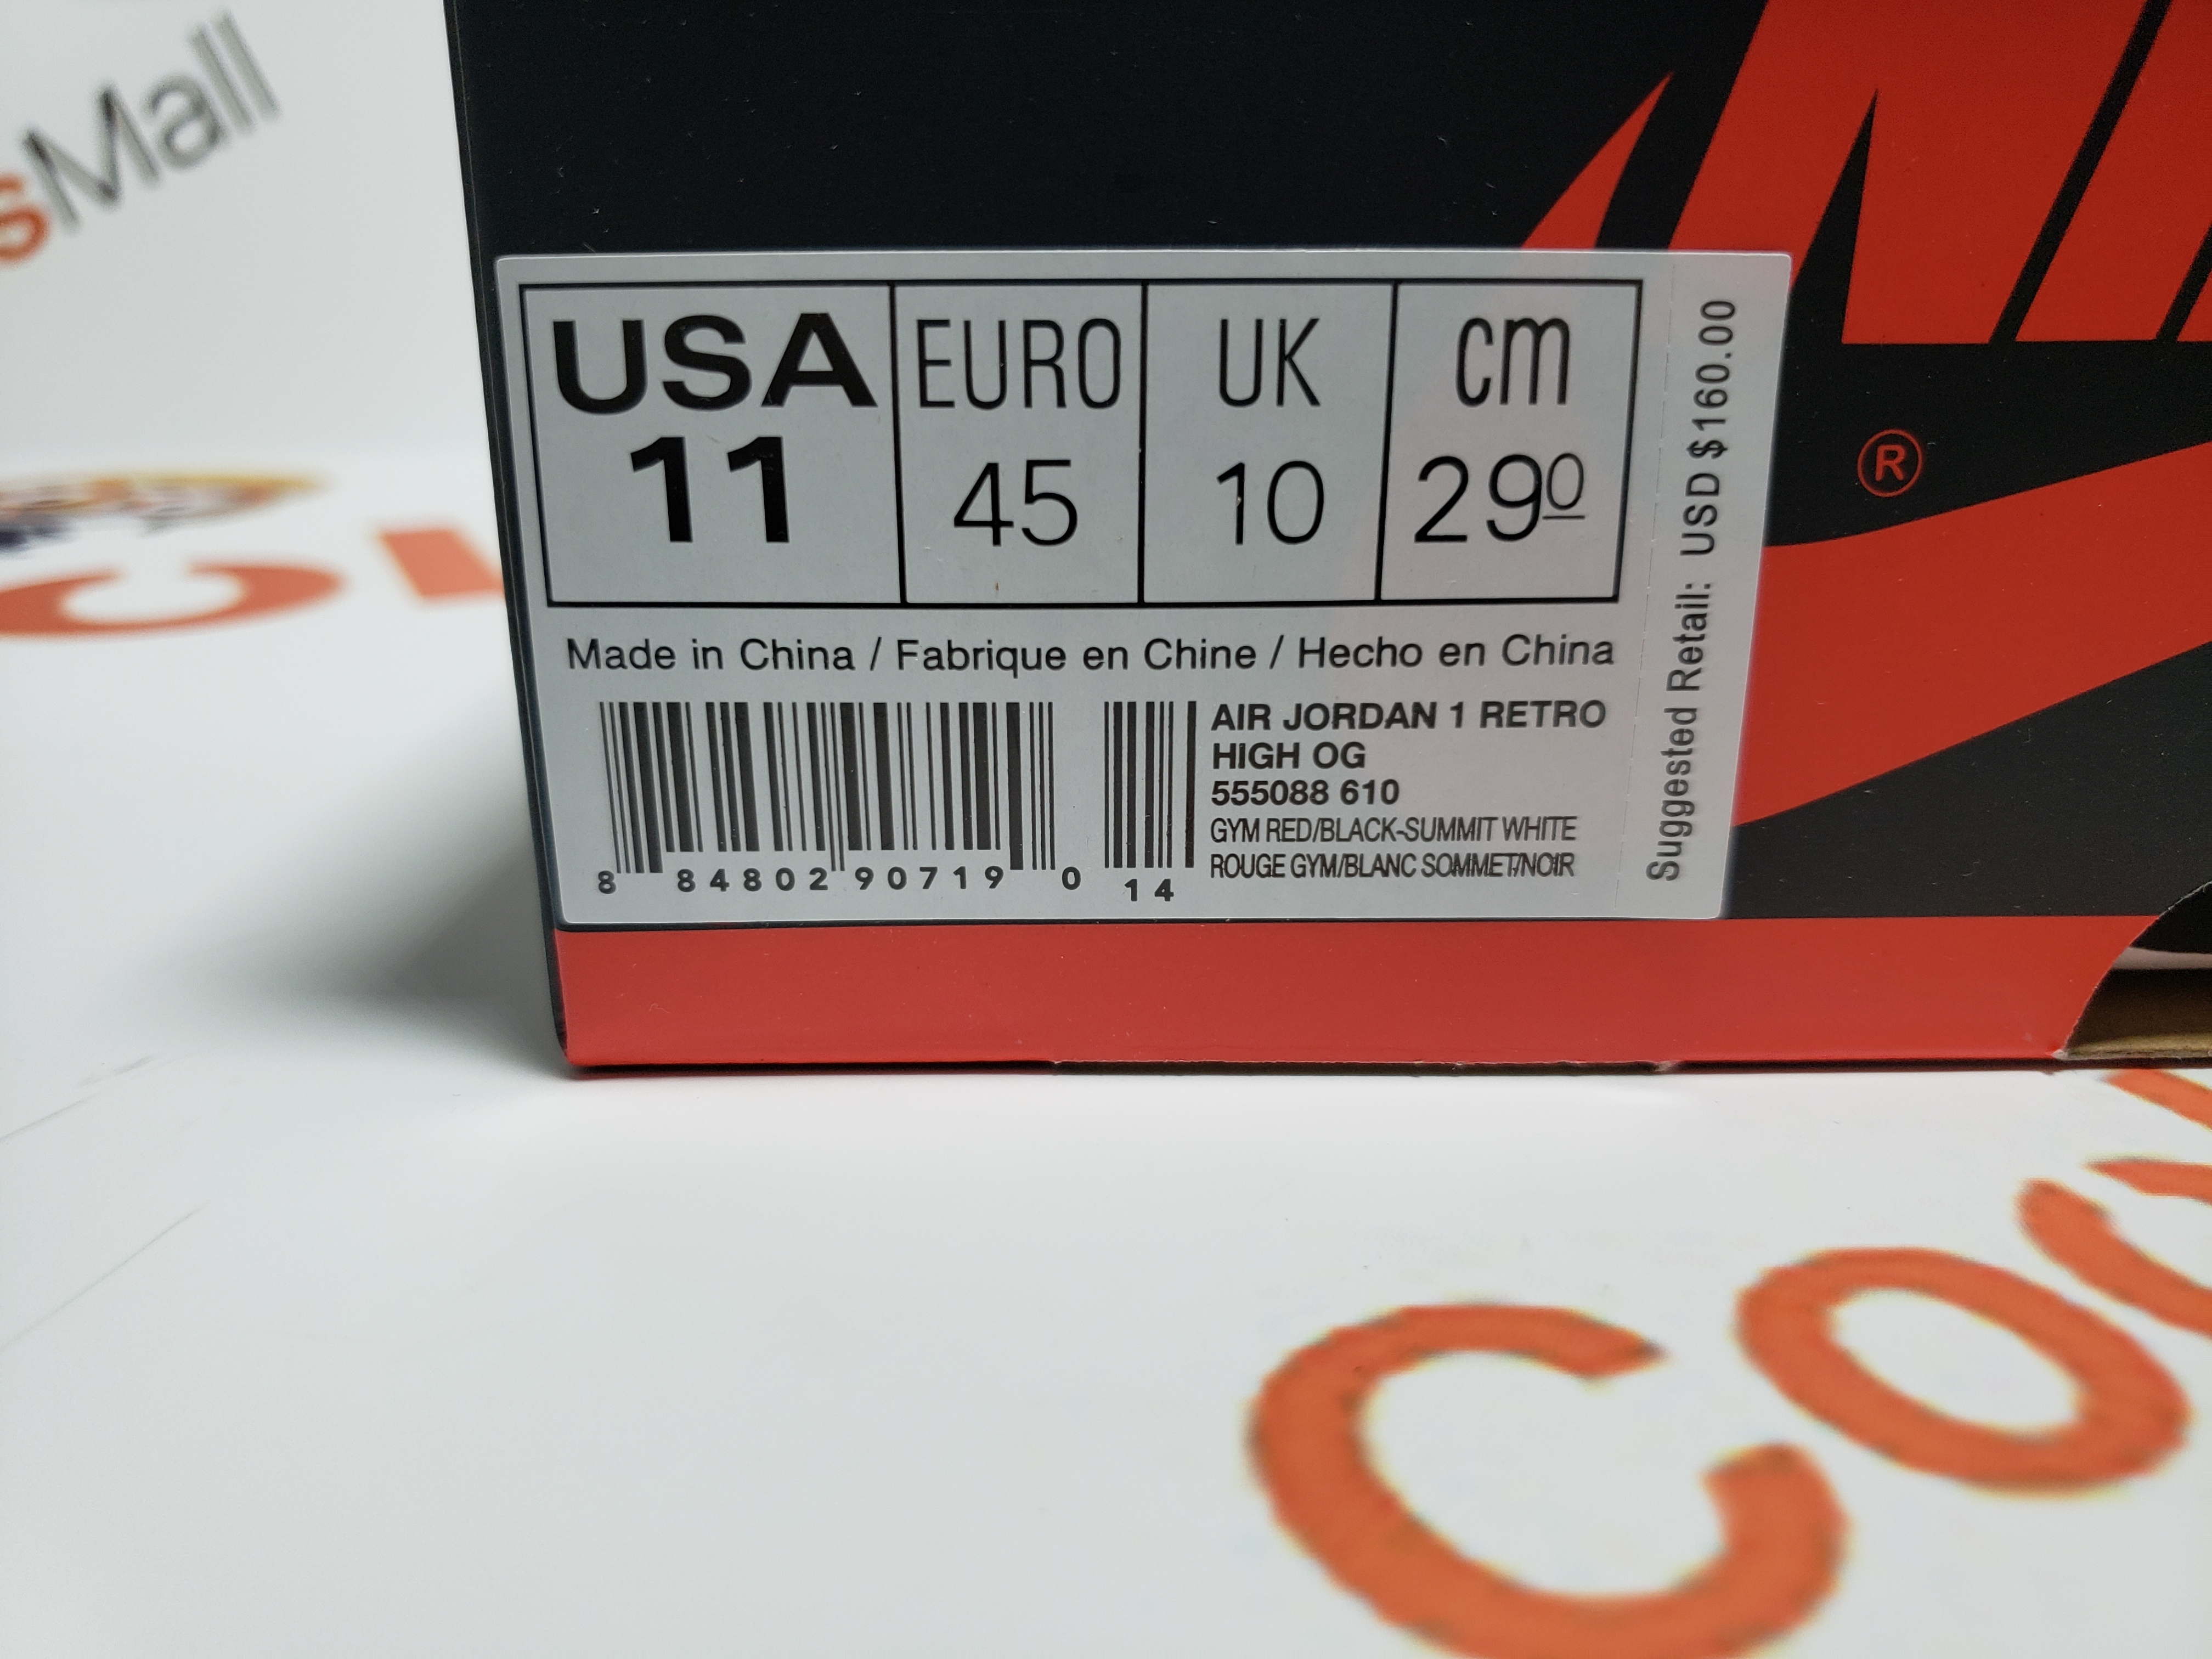 sMall
USA EURO UK cm
11 45 10 29 0
Made in China / Fabrique en Chine / Hecho en China
AIR JORDAN 1 RETRO
HIGH OG
555088 610
GYM RED/BLACK-SUMMIT WHITE
ROUGE GYM/BLANC SOMMET/NOIR
8 84802 90719 0 14
Suggested Retail: USD $160.00
®
Coo